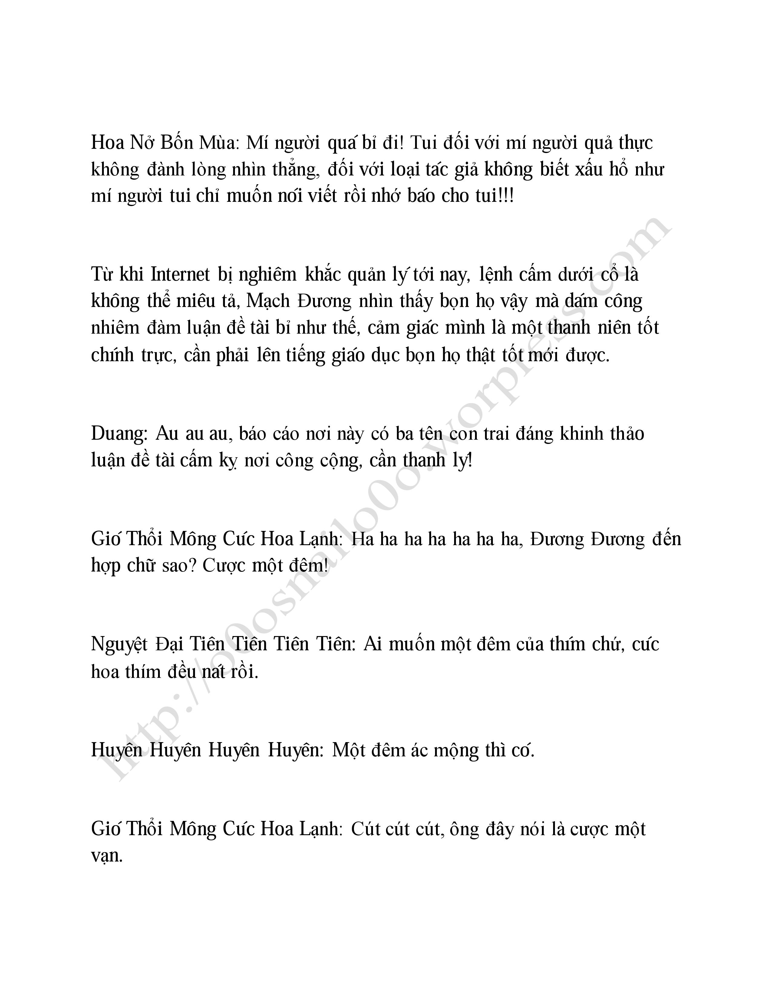 Hoa Nở Bốn Mùa: Mí người quá bỉ đi! Tui đối với mí người quả thực
không đành lòng nhìn thẳng, đối với loại tác giả không biết xấu hổ như
mí người tui chỉ muốn nói viết rồi nhớ báo cho tui!!!
Từ khi Internet bị nghiêm khắc quản lý tới nay, lệnh cấm dưới cổ là
không thể miêu tả, Mạch Đương nhìn thấy bọn họ vậy mà dám công
nhiêm đàm luận đề tài bỉ như thế, cảm giác mình là một thanh niên tốt
chính trực, cần phải lên tiếng giáo dục bọn họ thật tốt mới được.
Duang: Au au au, báo cáo nơi này có ba tên con trai đáng khinh thảo
luận đề tài cấm kỵ nơi công cộng, cần thanh lý!
Gió Thổi Mông Cúc Hoa Lạnh: Ha ha ha ha ha ha ha, Đương Đương đến
hợp chữ sao? Cược một đêm!
Nguyệt Đại Tiên Tiên Tiên Tiên: Ai muốn một đêm của thím chứ, cúc
hoa thím đều nát rồi.
Huyên Huyên Huyên Huyên: Một đêm ác mộng thì có.
Gió Thổi Mông Cúc Hoa Lạnh: Cút cút cút, ông đây nói là cược một
vạn.
http://o0osnailo0o.worpress.com